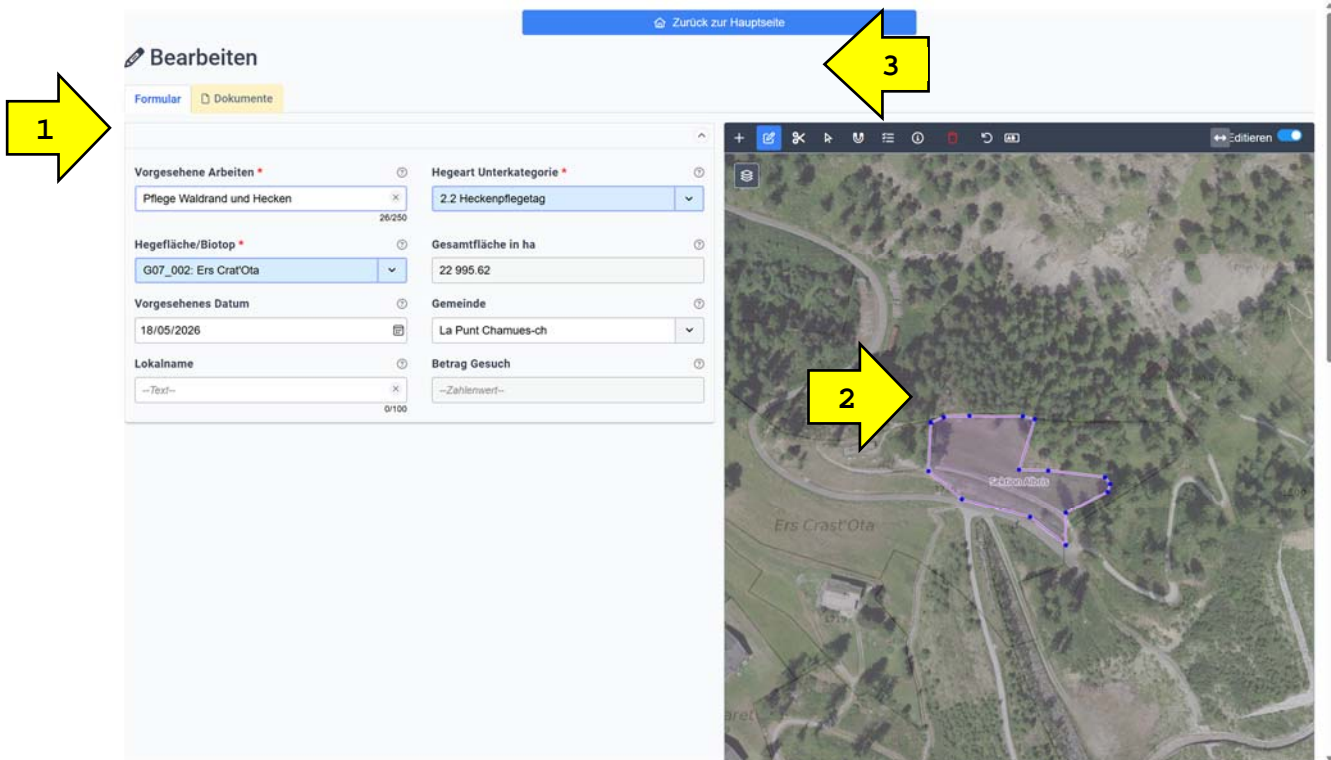 Zurück zur Hauptseite
Bearbeiten
3
Formular
Dokumente
1
Editieren
Vorgesehene Arbeiten *
Hegeart Unterkategorie *
Pflege Waldrand und Hecken
2.2 Heckenpflegetag
26/250
Hegefläche/Biotop *
Gesamtfläche in ha
G07_002: Ers Crat'Ota
22 995.62
Vorgesehenes Datum
Gemeinde
18/05/2026
La Punt Chamues-ch
Lokalname
Betrag Gesuch
--Text--
--Zahlenwert--
0/100
2
Sektion Albris
Ers Crast'Ota